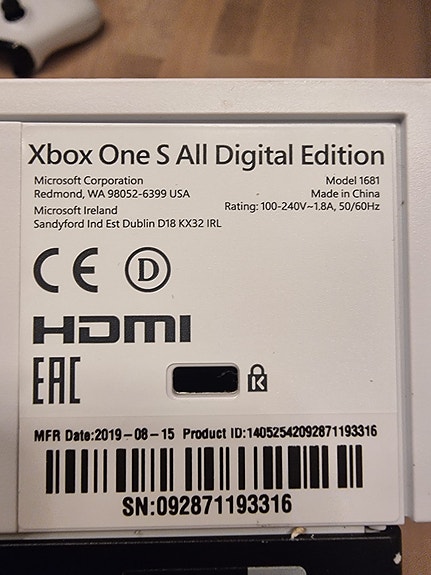 Xbox One S All Digital Edition
Microsoft Corporation
Redmond, WA 98052-6399 USA
Microsoft Ireland
Sandyford Ind Est Dublin D18 KX32 IRL
Model 1681
Made in China
Rating: 100-240V~1.8A, 50/60Hz
CE D
HDMI
EAC
K
MFR Date:2019-08-15 Product ID:14052542092871193316
SN:092871193316